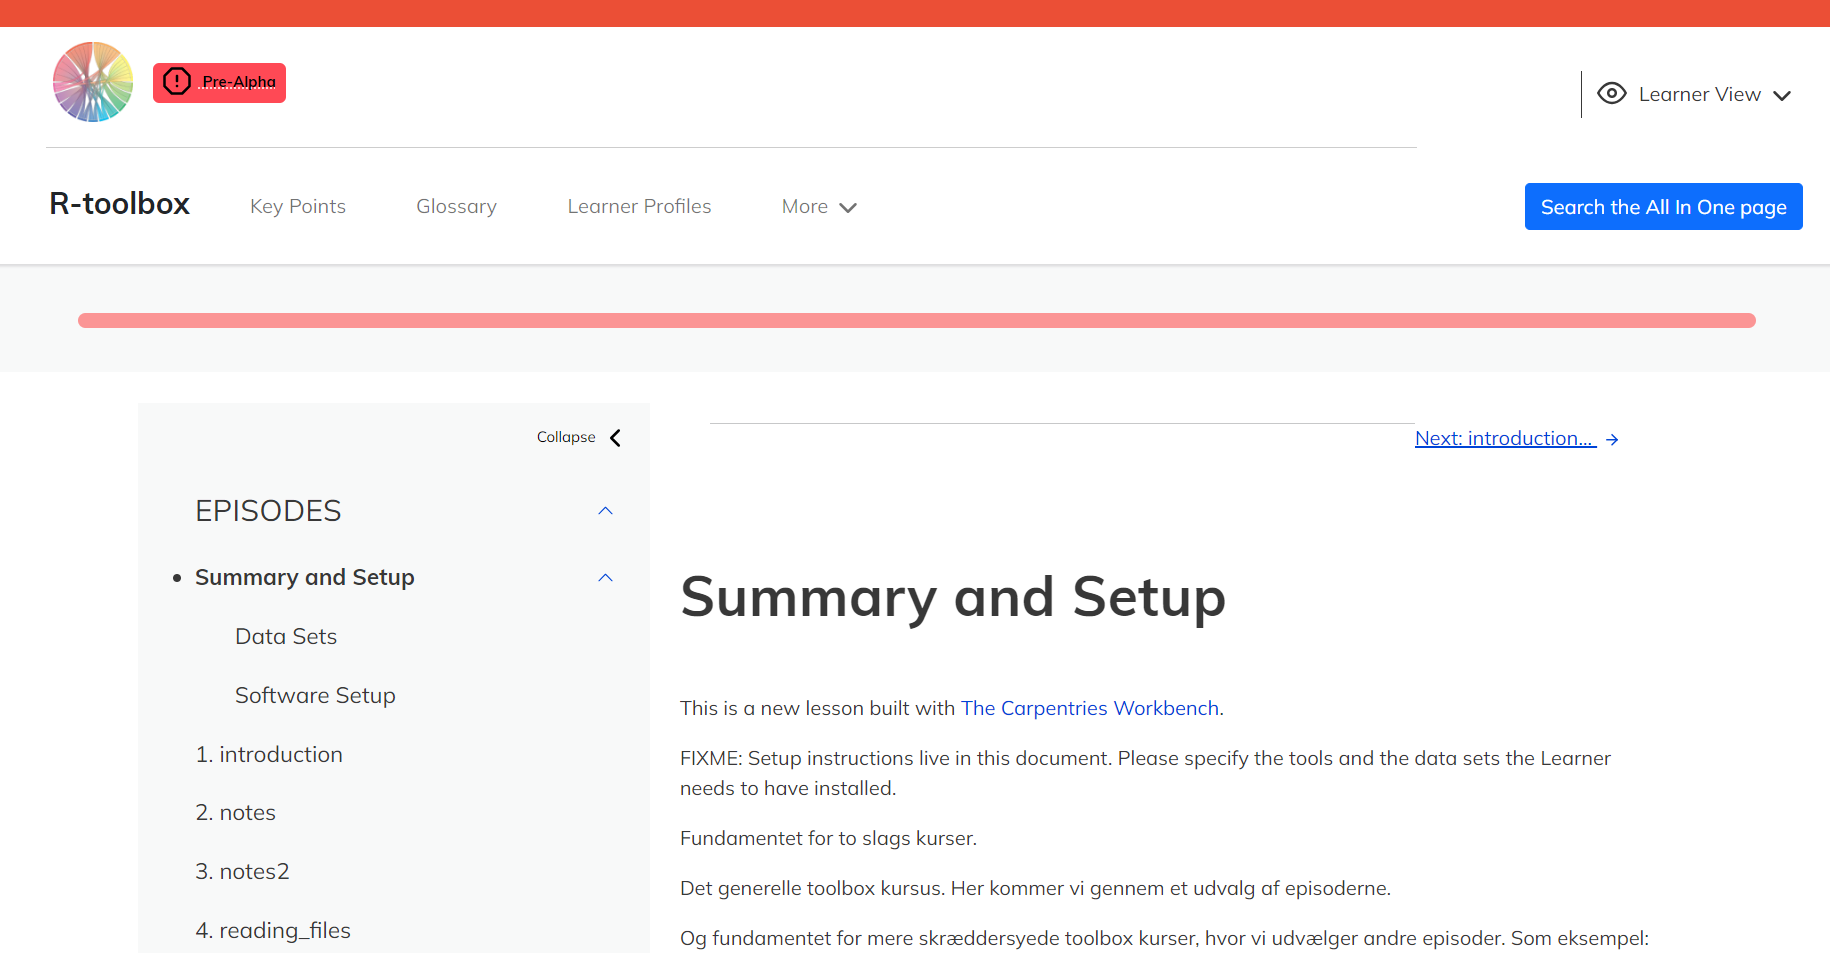 Pre-Alpha
Learner View
R-toolbox
Key Points
Glossary
Learner Profiles
More
Search the All In One page
Collapse
EPISODES
Summary and Setup
Data Sets
Software Setup
1. introduction
2. notes
3. notes2
4. reading_files
Next: introduction...
Summary and Setup
This is a new lesson built with The Carpentries Workbench.
FIXME: Setup instructions live in this document. Please specify the tools and the data sets the Learner
needs to have installed.
Fundamentet for to slags kurser.
Det generelle toolbox kursus. Her kommer vi gennem et udvalg af episoderne.
Og fundamentet for mere skræddersyede toolbox kurser, hvor vi udvælger andre episoder. Som eksempel: